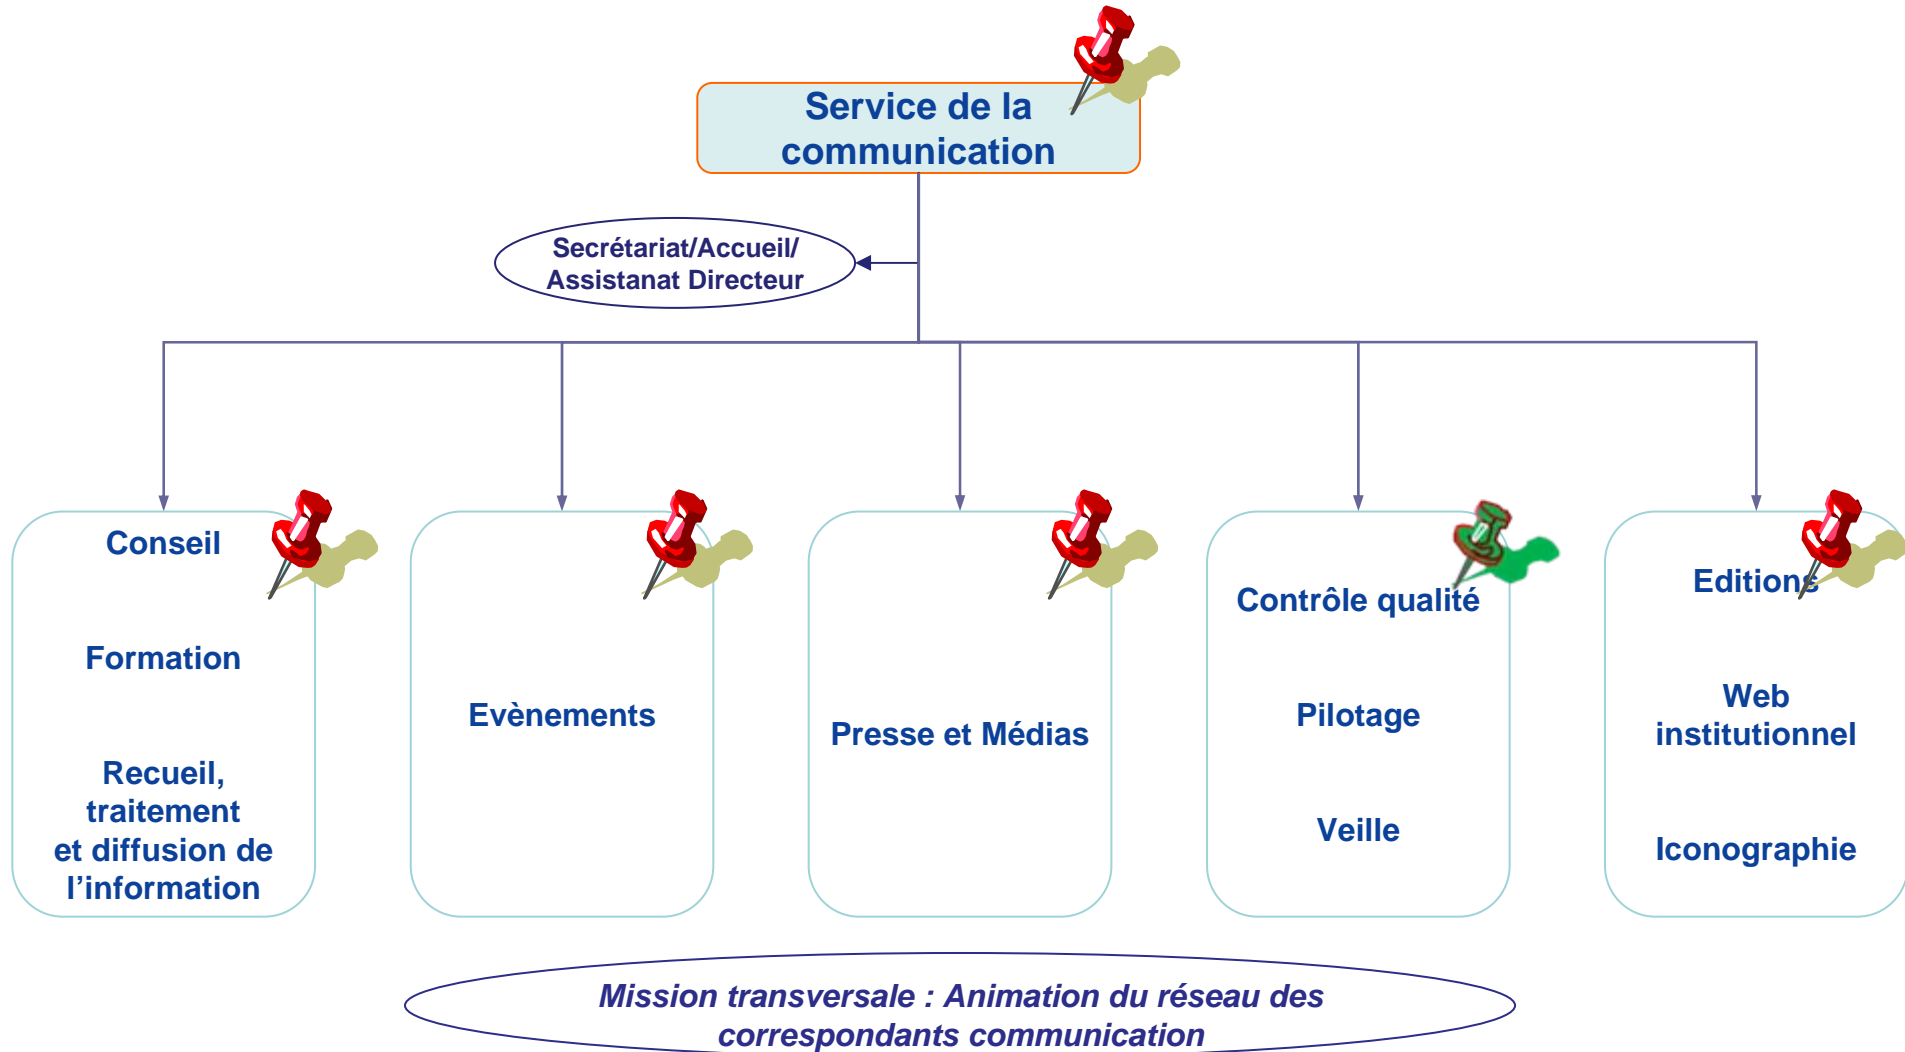 Service de la
communication
Secrétariat/Accueil/
Assistanat Directeur
Conseil
Formation
Recueil,
traitement
et diffusion de
l’information
Evènements
Presse et Médias
Contrôle qualité
Pilotage
Veille
Editions
Web
institutionnel
Iconographie
Mission transversale : Animation du réseau des
correspondants communication